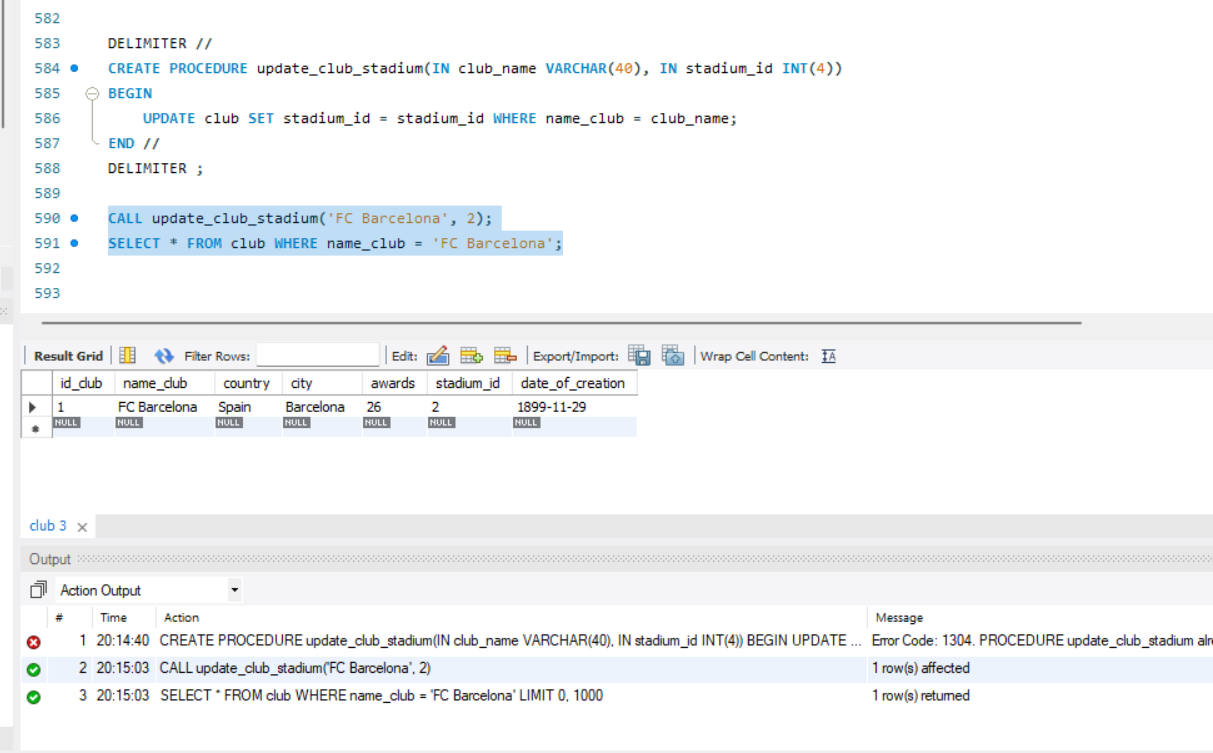 582
583 DELIMITER //
584 CREATE PROCEDURE update_club_stadium(IN club_name VARCHAR(40), IN stadium_id INT(4))
585 BEGIN
586 UPDATE club SET stadium_id = stadium_id WHERE name_club = club_name;
587 END //
588 DELIMITER ;
589
590 CALL update_club_stadium('FC Barcelona', 2);
591 SELECT * FROM club WHERE name_club = 'FC Barcelona';
592
593
Result Grid Filter Rows: Edit: Export/Import: Wrap Cell Content: IA
id_club name_club country city awards stadium_id date_of_creation
1 FC Barcelona Spain Barcelona 26 2 1899-11-29
NULL NULL NULL NULL NULL NULL NULL
club 3
Output
Action Output
# Time Action Message
1 20:14:40 CREATE PROCEDURE update_club_stadium(IN club_name VARCHAR(40), IN stadium_id INT(4)) BEGIN UPDATE ... Error Code: 1304. PROCEDURE update_club_stadium alre
2 20:15:03 CALL update_club_stadium('FC Barcelona', 2) 1 row(s) affected
3 20:15:03 SELECT * FROM club WHERE name_club = 'FC Barcelona' LIMIT 0, 1000 1 row(s) returned